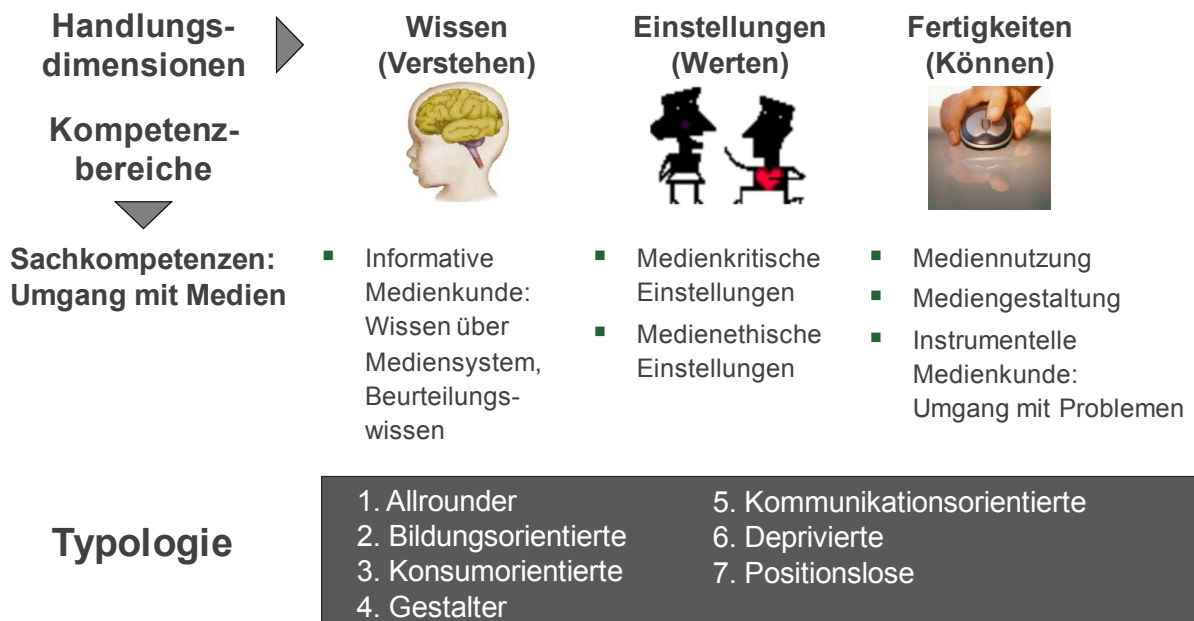 Handlungs-
dimensionen
Wissen
(Verstehen)
Einstellungen
(Werten)
Fertigkeiten
(Können)
Kompetenz-
bereiche
Sachkompetenzen:
Umgang mit Medien
Informative
Medienkunde:
Wissen über
Mediensystem,
Beurteilungs-
wissen
Medienkritische
Einstellungen
Medienethische
Einstellungen
Mediennutzung
Mediengestaltung
Instrumentelle
Medienkunde:
Umgang mit Problemen
Typologie
1. Allrounder
2. Bildungsorientierte
3. Konsumorientierte
4. Gestalter
5. Kommunikationsorientierte
6. Deprivierte
7. Positionslose